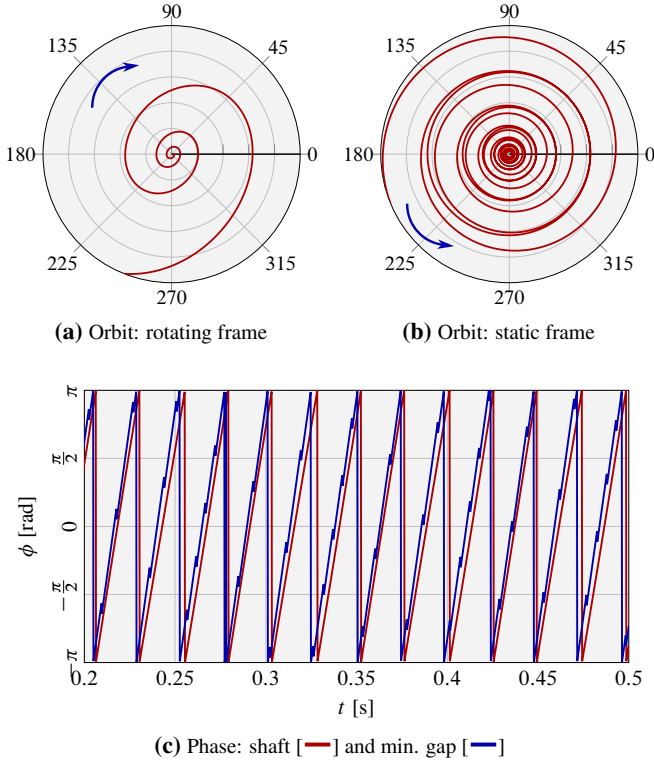 90 90
135 45 135 45
180 0 180 0
225 315 225 315
270 270
(a) Orbit: rotating frame (b) Orbit: static frame
π
π/2
0
−π/2
−π
ϕ [rad]
0.2 0.25 0.3 0.35 0.4 0.45 0.5
t [s]
(c) Phase: shaft [ ] and min. gap [ ]